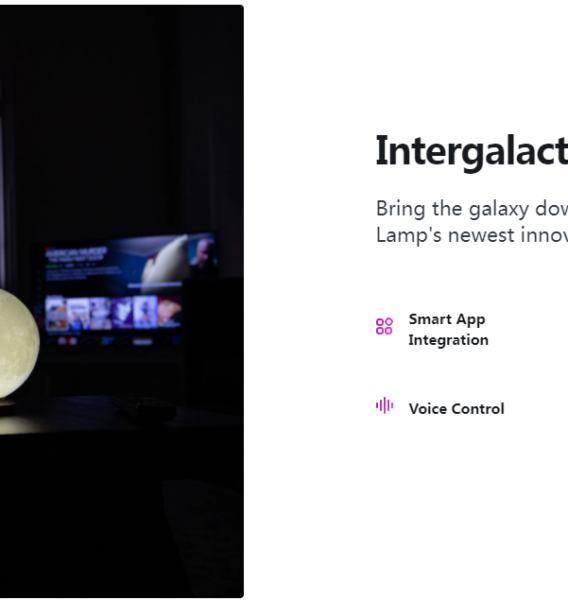 Intergalact
Bring the galaxy dow
Lamp's newest innov
Smart App
Integration
Voice Control